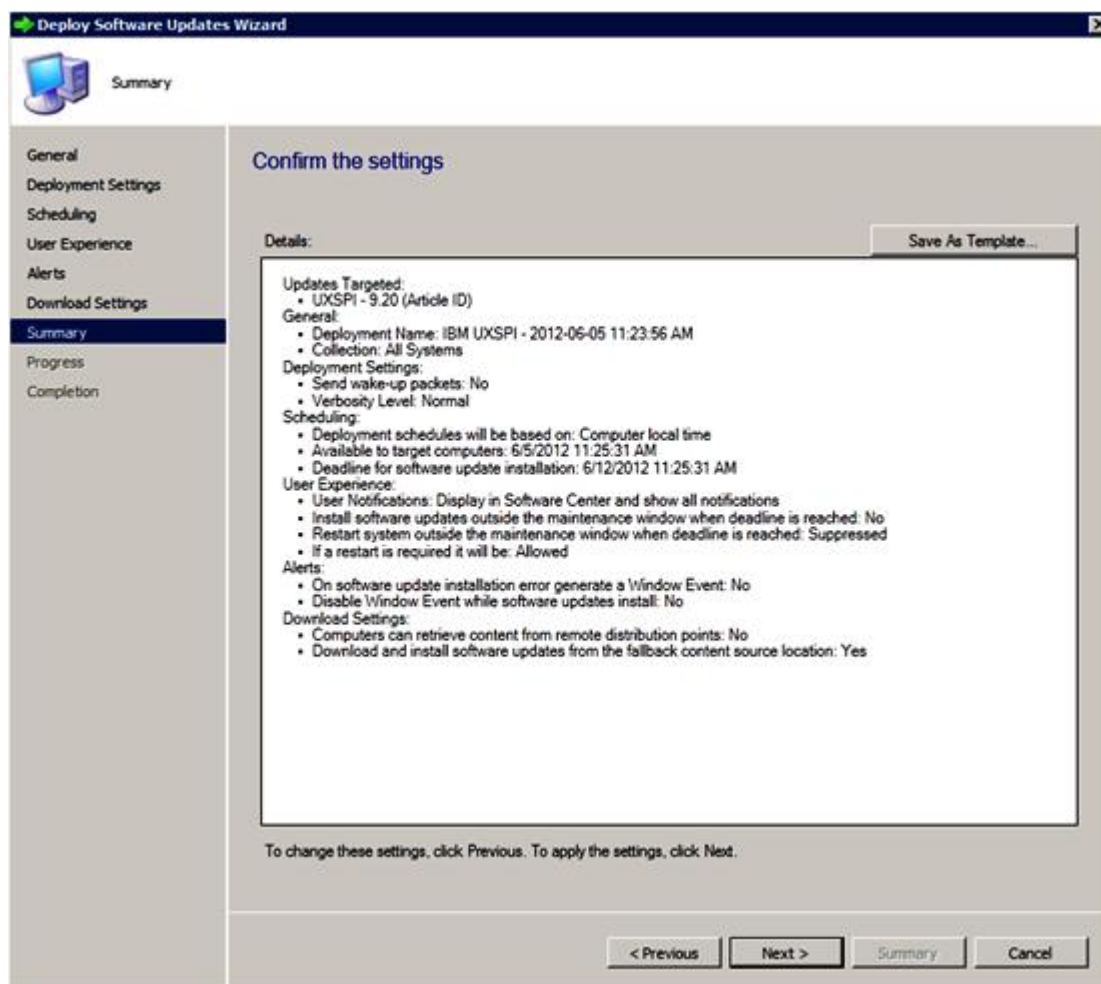 Deploy Software Updates Wizard
Summary
General
Deployment Settings
Scheduling
User Experience
Alerts
Download Settings
Summary
Progress
Completion
Confirm the settings
Details:
Save As Template...
Updates Targeted:
• UXSPI - 9.20 (Article ID)
General:
• Deployment Name: IBM UXSPI - 2012-06-05 11:23:56 AM
• Collection: All Systems
Deployment Settings:
• Send wake-up packets: No
• Verbosity Level: Normal
Scheduling:
• Deployment schedules will be based on: Computer local time
• Available to target computers: 6/5/2012 11:25:31 AM
• Deadline for software update installation: 6/12/2012 11:25:31 AM
User Experience:
• User Notifications: Display in Software Center and show all notifications
• Install software updates outside the maintenance window when deadline is reached: No
• Restart system outside the maintenance window when deadline is reached: Suppressed
• If a restart is required it will be: Allowed
Alerts:
• On software update installation error generate a Window Event: No
• Disable Window Event while software updates install: No
Download Settings:
• Computers can retrieve content from remote distribution points: No
• Download and install software updates from the fallback content source location: Yes
To change these settings, click Previous. To apply the settings, click Next.
< Previous
Next >
Summary
Cancel